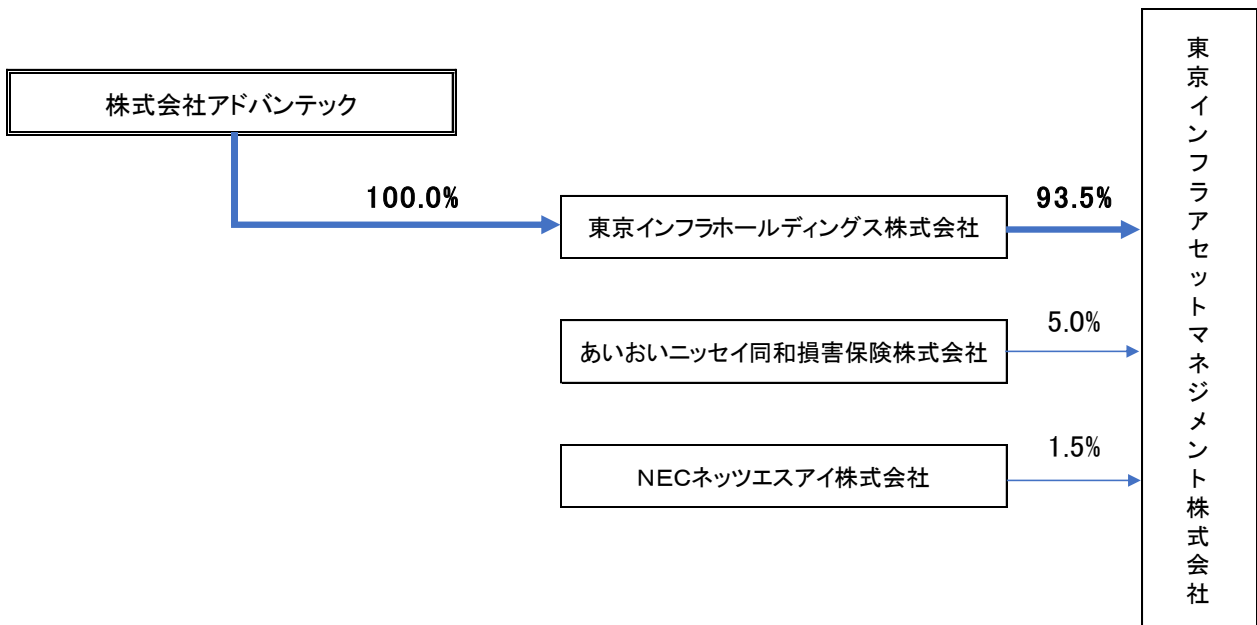 株式会社アドバンテック
100.0%
東京インフラホールディングス株式会社
93.5%
あいおいニッセイ同和損害保険株式会社
5.0%
NECネッツエスアイ株式会社
1.5%
東京インフラアセットマネジメント株式会社